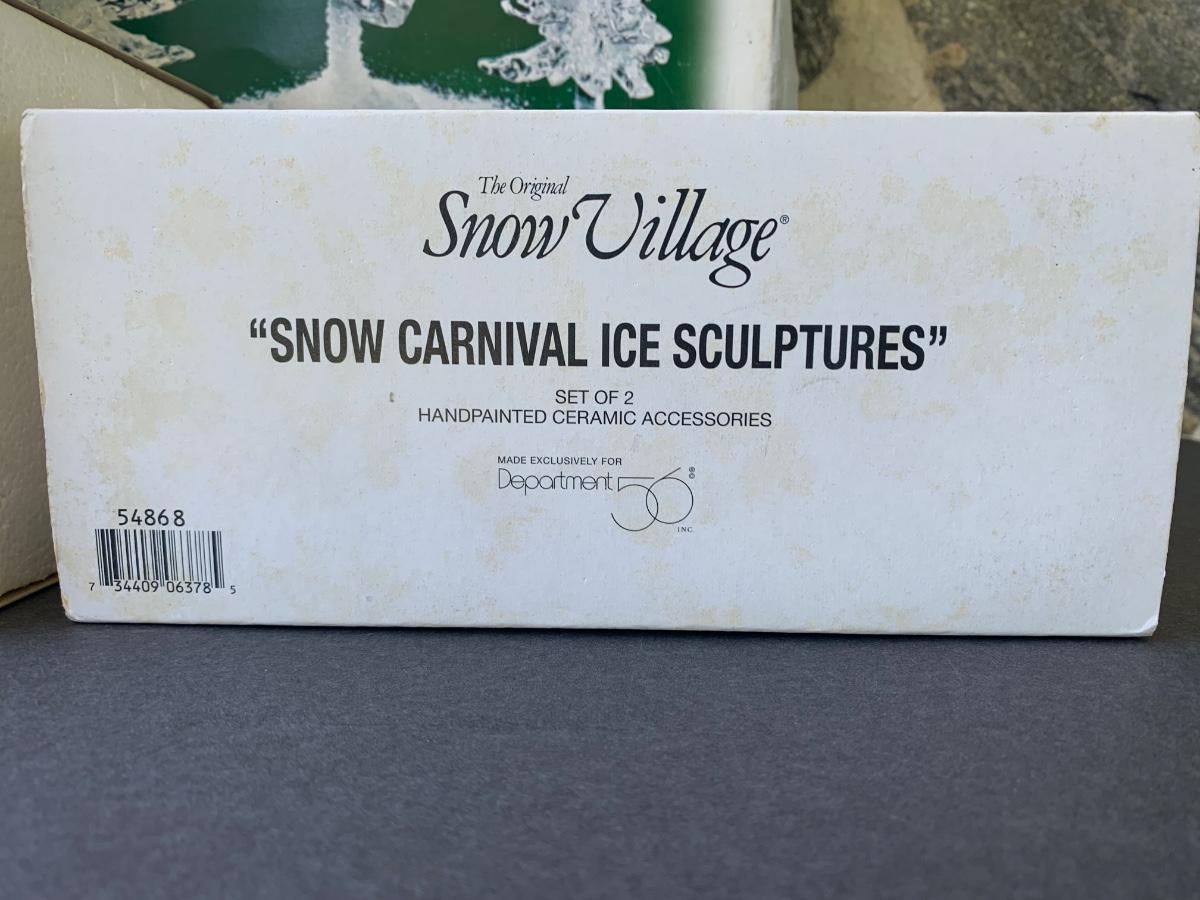 The Original
Snow Village®
“SNOW CARNIVAL ICE SCULPTURES”
SET OF 2
HANDPAINTED CERAMIC ACCESSORIES
MADE EXCLUSIVELY FOR
Department 56 ®©
INC.
54868
7 34409 06378 5